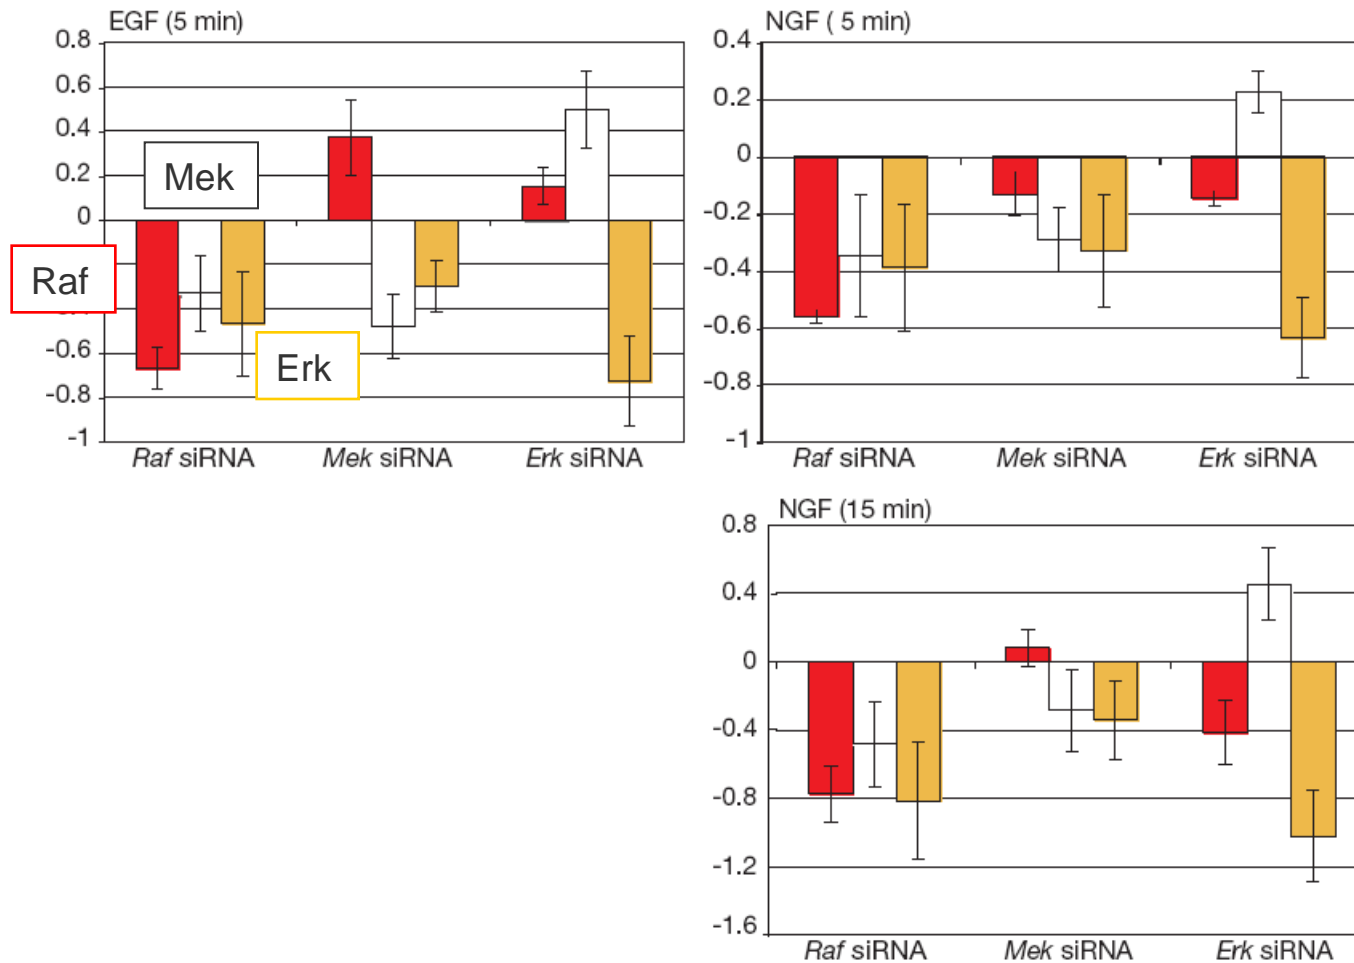 EGF (5 min)
0.8
0.6
0.4
0.2
0
-0.6
-0.8
-1
Mek
Raf
Erk
Raf siRNA Mek siRNA Erk siRNA
NGF ( 5 min)
0.4
0.2
0
-0.2
-0.4
-0.6
-0.8
-1
Raf siRNA Mek siRNA Erk siRNA
NGF (15 min)
0.8
0.4
0
-0.4
-0.8
-1.2
-1.6
Raf siRNA Mek siRNA Erk siRNA